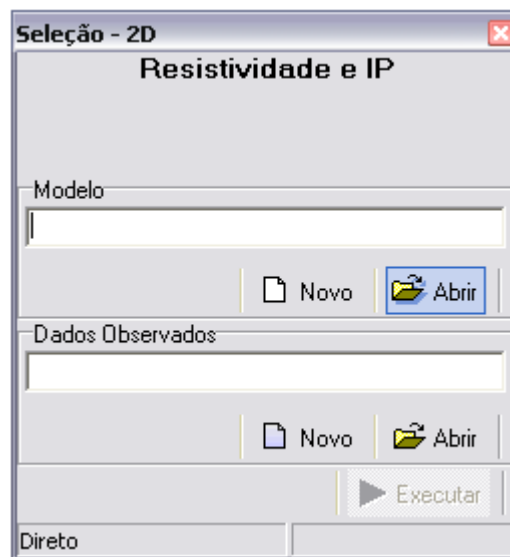 Seleção - 2D
Resistividade e IP
Modelo
Novo Abrir
Dados Observados
Novo Abrir
Executar
Direto